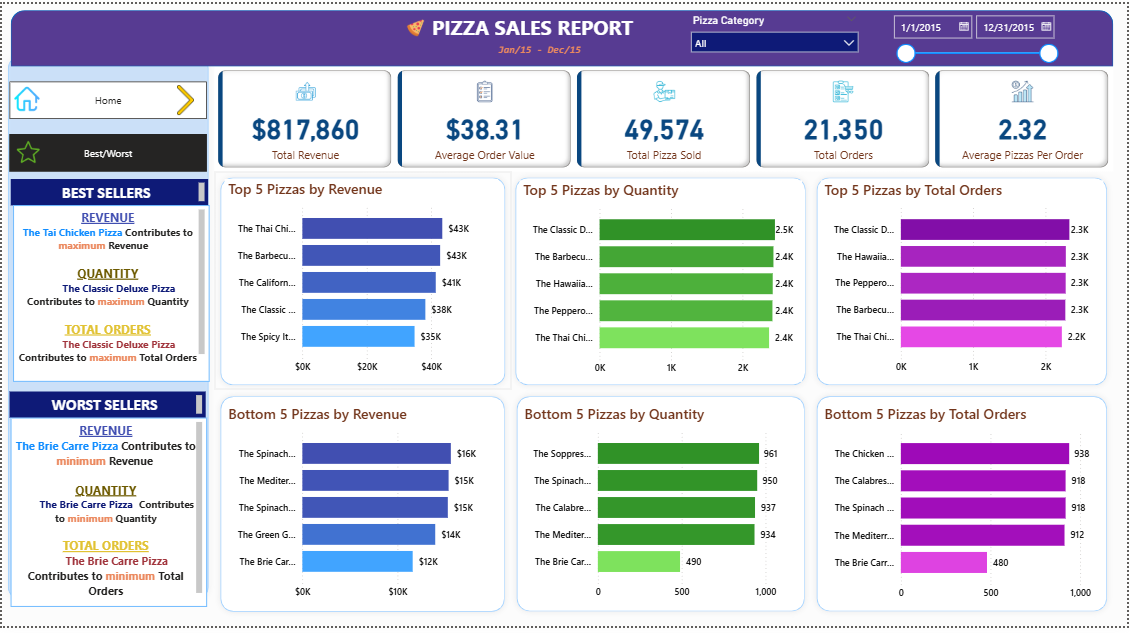 PIZZA SALES REPORT
Jan/15 - Dec/15
Pizza Category
All
1/1/2015
12/31/2015
Home
Best/Worst
$817,860
Total Revenue
$38.31
Average Order Value
49,574
Total Pizza Sold
21,350
Total Orders
2.32
Average Pizzas Per Order
BEST SELLERS
REVENUE
The Tai Chicken Pizza Contributes to
maximum Revenue
QUANTITY
The Classic Deluxe Pizza
Contributes to maximum Quantity
TOTAL ORDERS
The Classic Deluxe Pizza
Contributes to maximum Total Orders
Top 5 Pizzas by Revenue
The Thai Chi... $43K
The Barbecu... $43K
The Californ... $41K
The Classic ... $38K
The Spicy It... $35K
$0K $20K $40K
Top 5 Pizzas by Quantity
The Classic D... 2.5K
The Barbecu... 2.4K
The Hawaiia... 2.4K
The Peppero... 2.4K
The Thai Chi... 2.4K
0K 1K 2K
Top 5 Pizzas by Total Orders
The Classic D... 2.3K
The Hawaiia... 2.3K
The Peppero... 2.3K
The Barbecu... 2.3K
The Thai Chi... 2.2K
0K 1K 2K
WORST SELLERS
REVENUE
The Brie Carre Pizza Contributes to
minimum Revenue
QUANTITY
The Brie Carre Pizza Contributes
to minimum Quantity
TOTAL ORDERS
The Brie Carre Pizza
Contributes to minimum Total
Orders
Bottom 5 Pizzas by Revenue
The Spinach... $16K
The Mediter... $15K
The Spinach... $15K
The Green G... $14K
The Brie Car... $12K
$0K $10K
Bottom 5 Pizzas by Quantity
The Soppres... 961
The Spinach... 950
The Calabre... 937
The Mediter... 934
The Brie Car... 490
0 500 1,000
Bottom 5 Pizzas by Total Orders
The Chicken ... 938
The Calabres... 918
The Spinach ... 918
The Mediterr... 912
The Brie Carr... 480
0 500 1,000